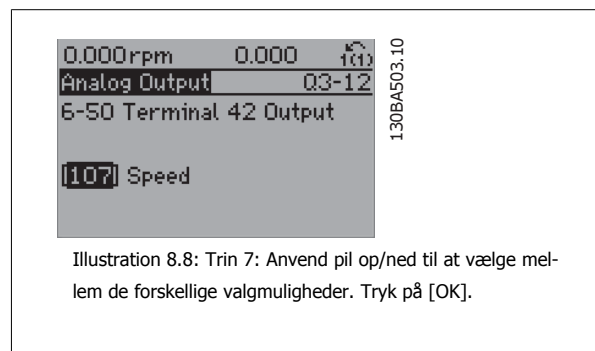 0.000rpm 0.000 1(1)
Analog Output 03-12
6-50 Terminal 42 Output
[107] Speed
130BA503.10
Illustration 8.8: Trin 7: Anvend pil op/ned til at vælge mel-
lem de forskellige valgmuligheder. Tryk på [OK].